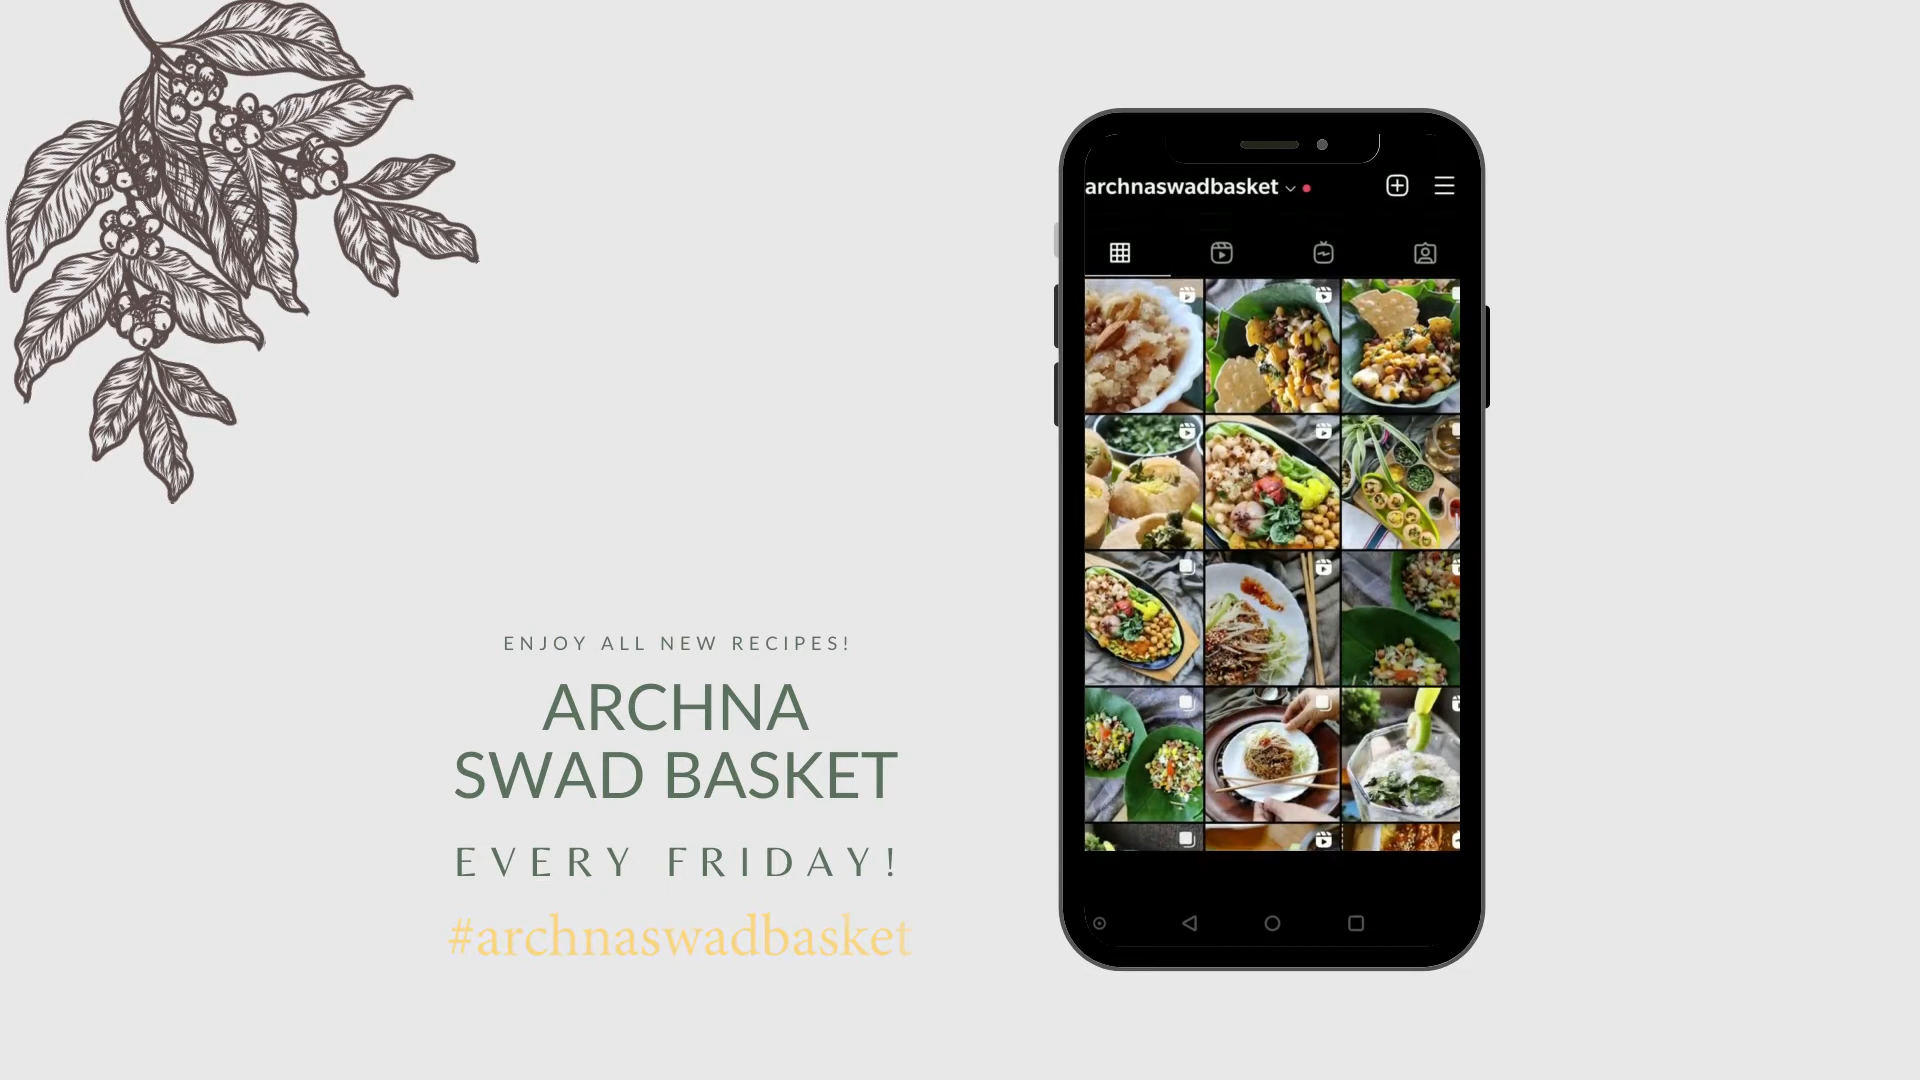 ENJOY ALL NEW RECIPES!
ARCHNA
SWAD BASKET
EVERY FRIDAY!
#archnaswadbasket
archnaswadbasket